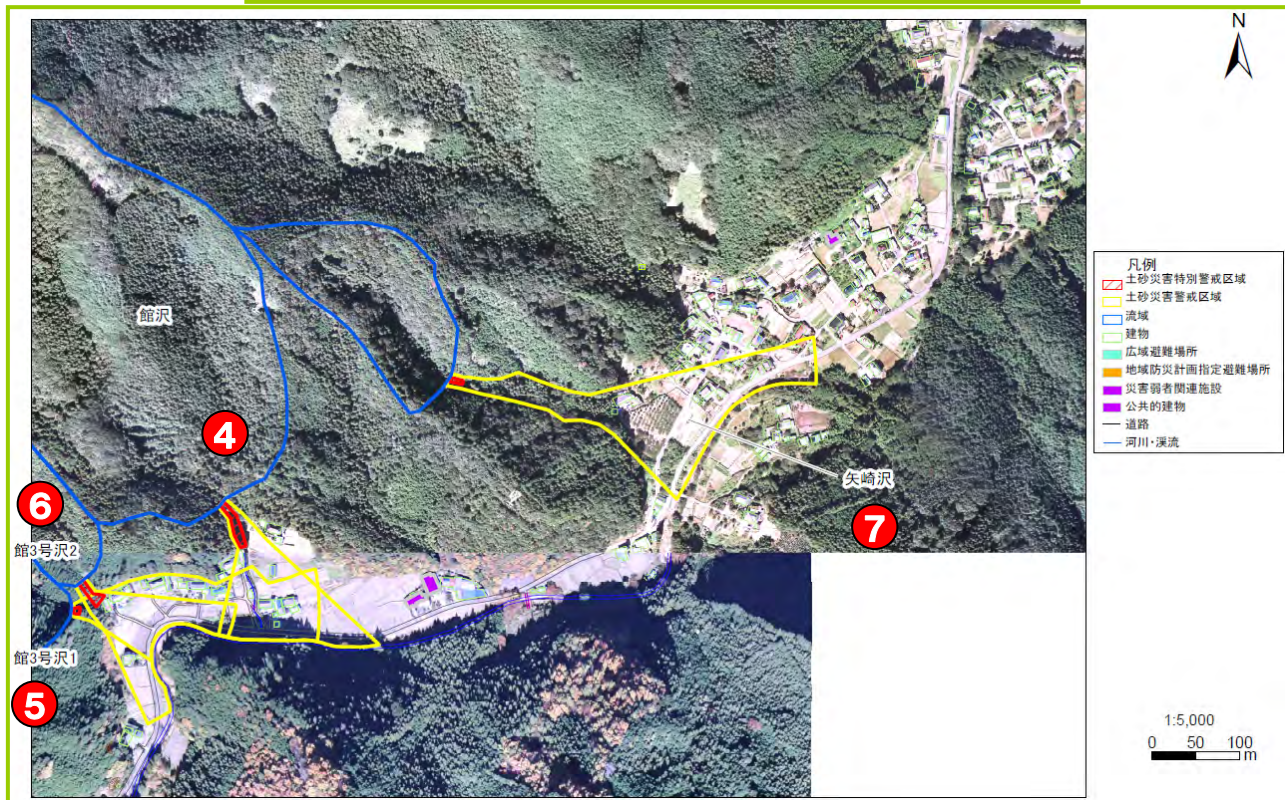 N
館沢
4
6
館3号沢2
館3号沢1
5
矢崎沢
7
凡例
土砂災害特別警戒区域
土砂災害警戒区域
流域
建物
広域避難場所
地域防災計画指定避難場所
災害弱者関連施設
公共的建物
道路
河川・渓流
1:5,000
0 50 100
m